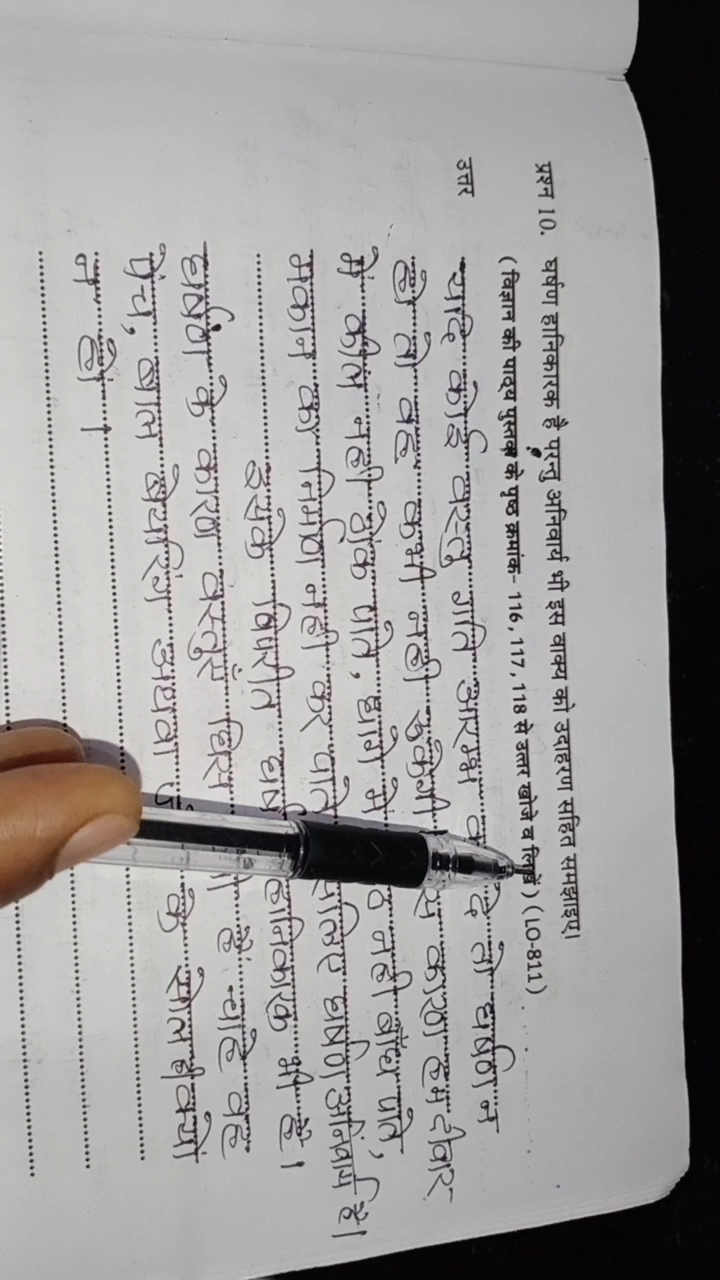 प्रश्न 10. घर्षण हानिकारक है परन्तु अनिवार्य भी इस वाक्य को उदाहरण सहित समझाइए।
( विज्ञान की पाठ्य पुस्तक के पृष्ठ क्रमांक- 116, 117, 118 से उत्तर खोजे व लिखें ) (LO-811)
उत्तर यदि कोई वस्तु गति आरम्भ दे तो घर्षण न
हो तो वह कभी नही रुकेगी कारण हम दीवार
में कील नही ठोंक पाते, धागे में नही बाँध पाते,
मकान का निर्माण नही कर पाते घर्षण अनिवार्य है।
इसके विपरीत हानिकारक भी है।
घर्षण के कारण वस्तुएँ घिस है चाहे वह
पेंच, बाल बेयरिंग अथवा के सोल क्यों
न हों।